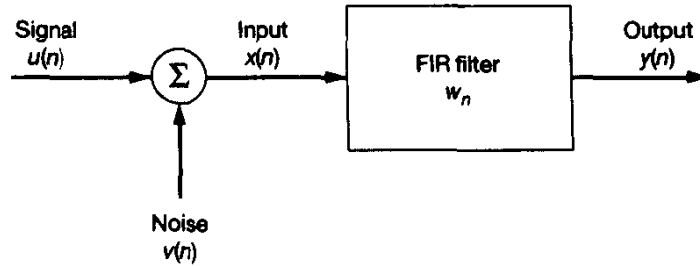 Signal
u(n)
Σ
Input
x(n)
FIR filter
wₙ
Output
y(n)
Noise
v(n)